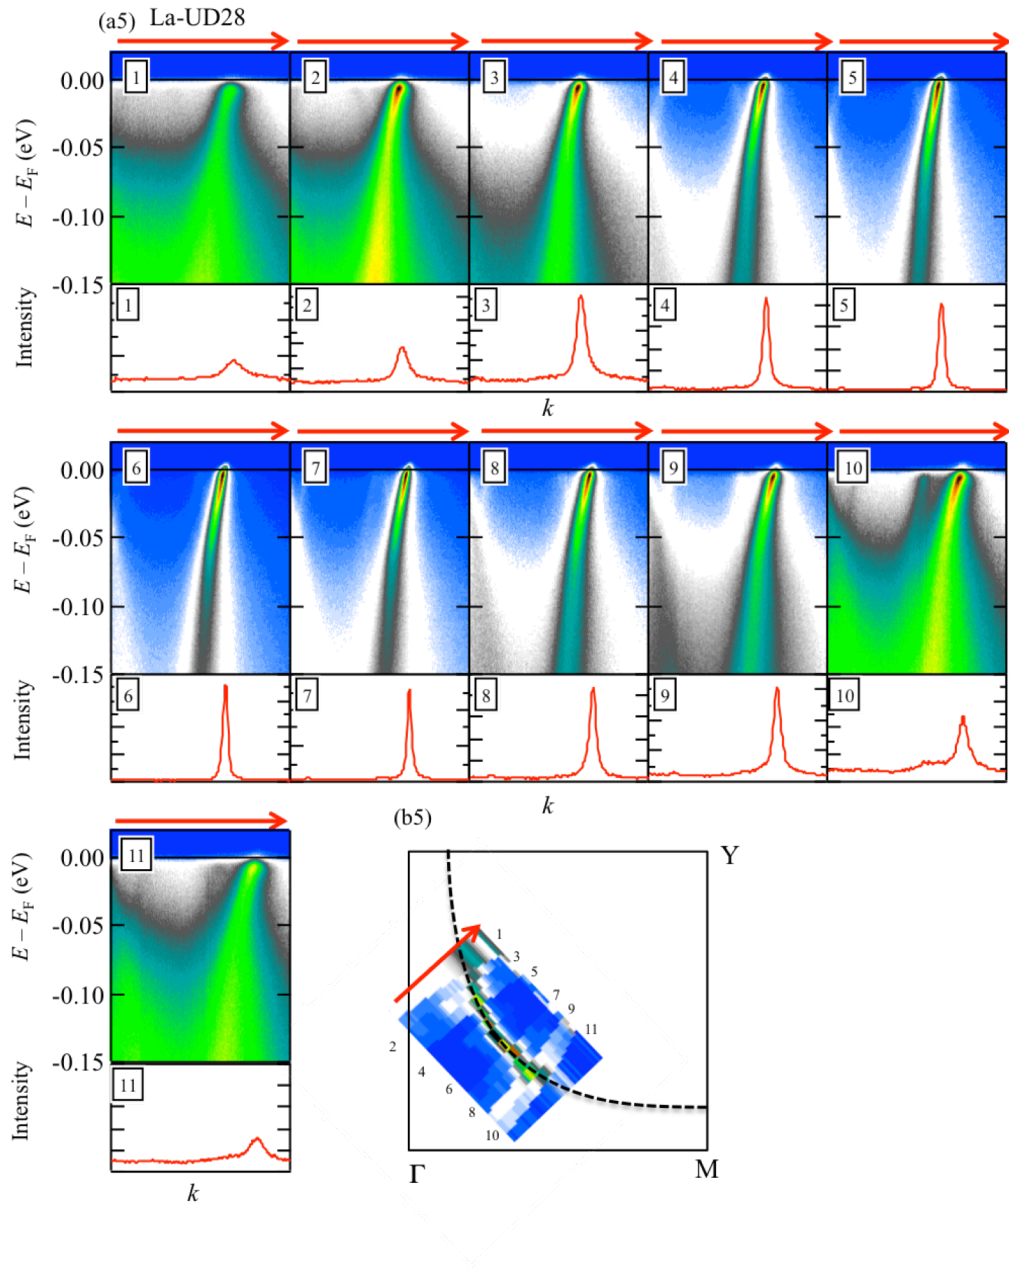 (a5) La-UD28
1 2 3 4 5
0.00
-0.05
-0.10
-0.15
E − EF (eV)
1 2 3 4 5
Intensity
k
6 7 8 9 10
0.00
-0.05
-0.10
-0.15
E − EF (eV)
6 7 8 9 10
Intensity
k
11
0.00
-0.05
-0.10
-0.15
E − EF (eV)
11
Intensity
k
(b5)
Y
1
3
5
7
9
11
2
4
6
8
10
Γ
M